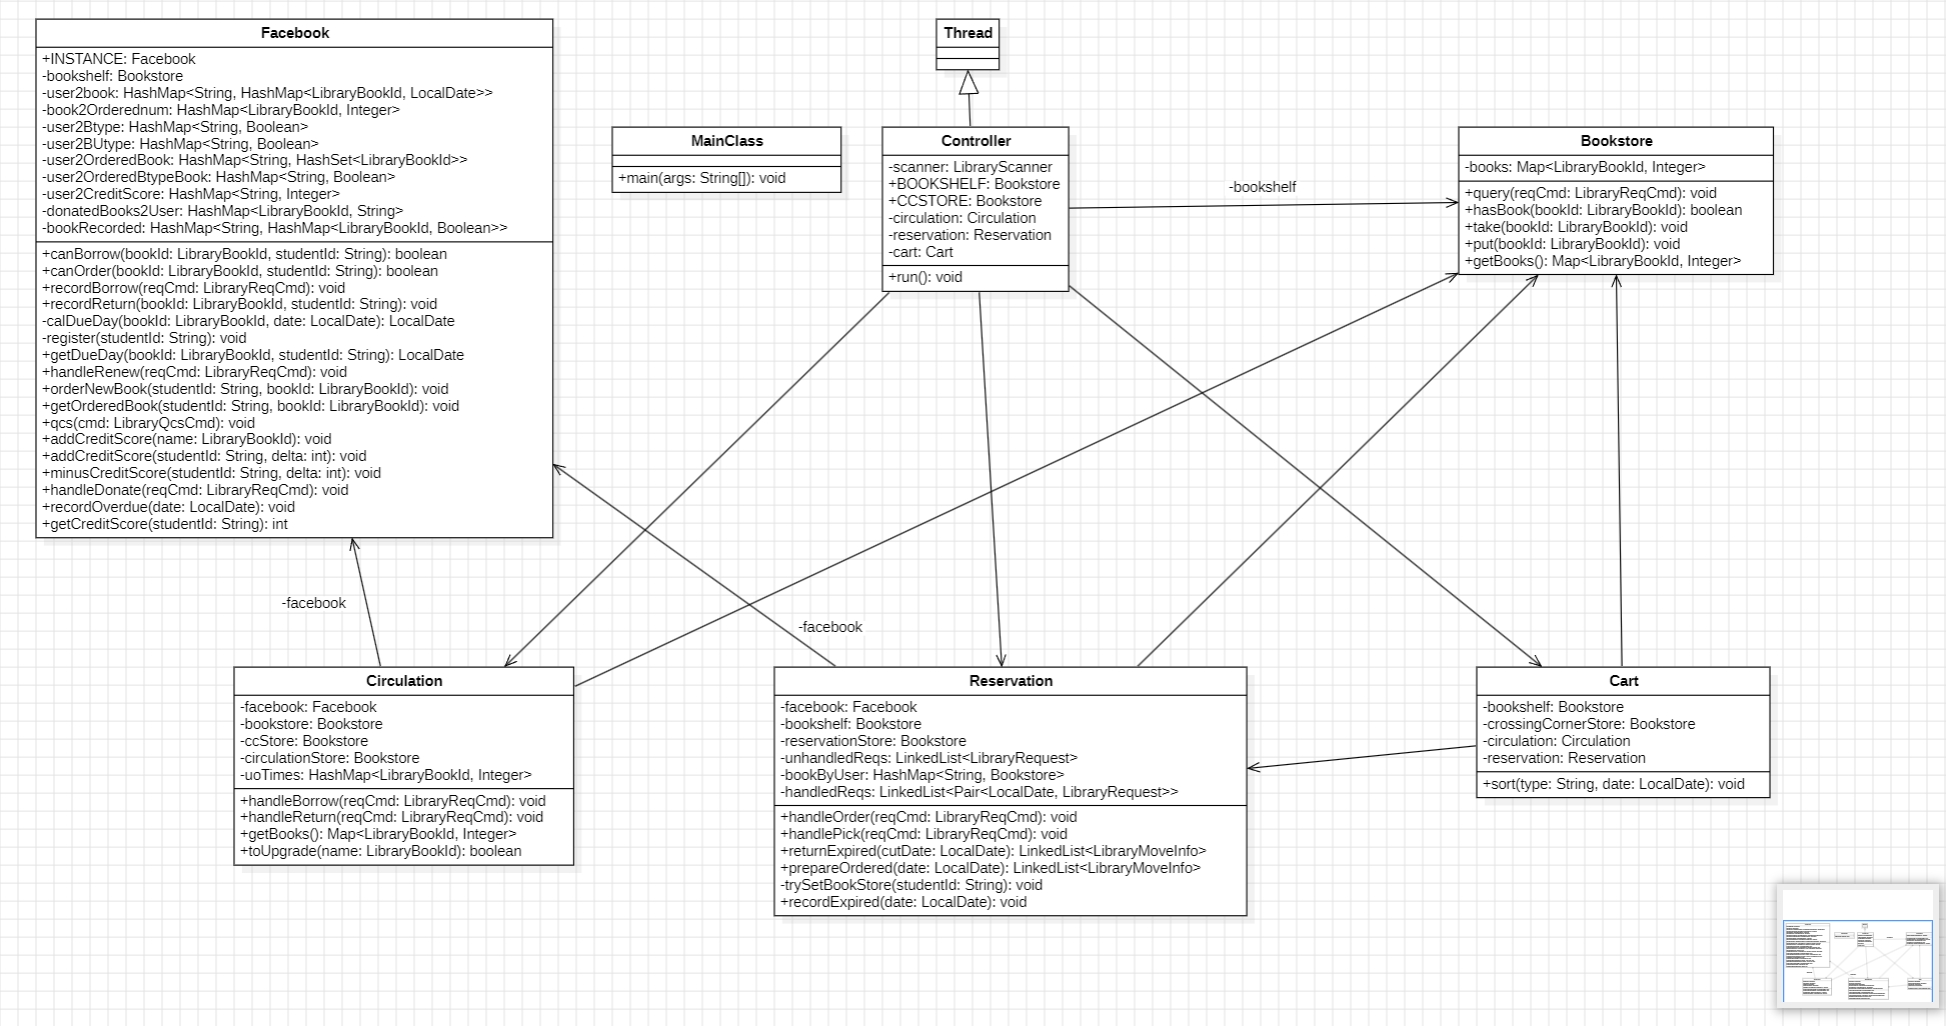 Facebook
+INSTANCE: Facebook
-bookshelf: Bookstore
-user2book: HashMap<String, HashMap<LibraryBookId, LocalDate>>
-book2Orderednum: HashMap<LibraryBookId, Integer>
-user2Btype: HashMap<String, Boolean>
-user2BUtype: HashMap<String, Boolean>
-user2OrderedBook: HashMap<String, HashSet<LibraryBookId>>
-user2OrderedBtypeBook: HashMap<String, Boolean>
-user2CreditScore: HashMap<String, Integer>
-donatedBooks2User: HashMap<LibraryBookId, String>
-bookRecorded: HashMap<String, HashMap<LibraryBookId, Boolean>>
+canBorrow(bookId: LibraryBookId, studentId: String): boolean
+canOrder(bookId: LibraryBookId, studentId: String): boolean
+recordBorrow(reqCmd: LibraryReqCmd): void
+recordReturn(bookId: LibraryBookId, studentId: String): void
-calDueDay(bookId: LibraryBookId, date: LocalDate): LocalDate
-register(studentId: String): void
+getDueDay(bookId: LibraryBookId, studentId: String): LocalDate
+handleRenew(reqCmd: LibraryReqCmd): void
+orderNewBook(studentId: String, bookId: LibraryBookId): void
+getOrderedBook(studentId: String, bookId: LibraryBookId): void
+qcs(cmd: LibraryQcsCmd): void
+addCreditScore(name: LibraryBookId): void
+addCreditScore(studentId: String, delta: int): void
+minusCreditScore(studentId: String, delta: int): void
+handleDonate(reqCmd: LibraryReqCmd): void
+recordOverdue(date: LocalDate): void
+getCreditScore(studentId: String): int
MainClass
+main(args: String[]): void
Thread
Controller
-scanner: LibraryScanner
+BOOKSHELF: Bookstore
+CCSTORE: Bookstore
-circulation: Circulation
-reservation: Reservation
-cart: Cart
+run(): void
-bookshelf
Bookstore
-books: Map<LibraryBookId, Integer>
+query(reqCmd: LibraryReqCmd): void
+hasBook(bookId: LibraryBookId): boolean
+take(bookId: LibraryBookId): void
+put(bookId: LibraryBookId): void
+getBooks(): Map<LibraryBookId, Integer>
-facebook
-facebook
Circulation
-facebook: Facebook
-bookstore: Bookstore
-ccStore: Bookstore
-circulationStore: Bookstore
-uoTimes: HashMap<LibraryBookId, Integer>
+handleBorrow(reqCmd: LibraryReqCmd): void
+handleReturn(reqCmd: LibraryReqCmd): void
+getBooks(): Map<LibraryBookId, Integer>
+toUpgrade(name: LibraryBookId): boolean
Reservation
-facebook: Facebook
-bookshelf: Bookstore
-reservationStore: Bookstore
-unhandledReqs: LinkedList<LibraryRequest>
-bookByUser: HashMap<String, Bookstore>
-handledReqs: LinkedList<Pair<LocalDate, LibraryRequest>>
+handleOrder(reqCmd: LibraryReqCmd): void
+handlePick(reqCmd: LibraryReqCmd): void
+returnExpired(cutDate: LocalDate): LinkedList<LibraryMoveInfo>
+prepareOrdered(date: LocalDate): LinkedList<LibraryMoveInfo>
-trySetBookStore(studentId: String): void
+recordExpired(date: LocalDate): void
Cart
-bookshelf: Bookstore
-crossingCornerStore: Bookstore
-circulation: Circulation
-reservation: Reservation
+sort(type: String, date: LocalDate): void